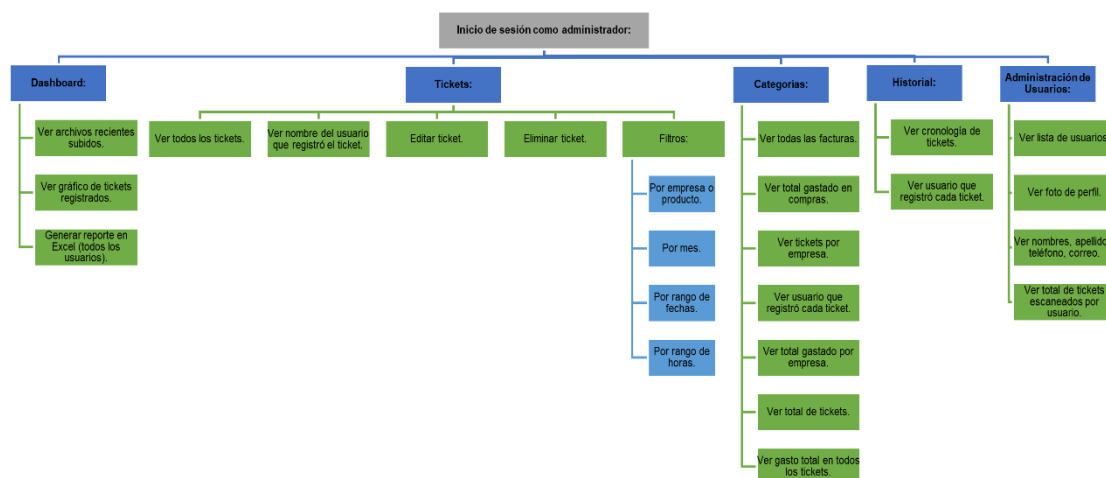 Inicio de sesión como administrador:
Dashboard:
Ver archivos recientes
subidos.
Ver gráfico de tickets
registrados.
Generar reporte en
Excel (todos los
usuarios).
Tickets:
Ver todos los tickets.
Ver nombre del usuario
que registró el ticket.
Editar ticket.
Eliminar ticket.
Filtros:
Por empresa o
producto.
Por mes.
Por rango de
fechas.
Por rango de
horas.
Categorias:
Ver todas las facturas.
Ver total gastado en
compras.
Ver tickets por
empresa.
Ver usuario que
registró cada ticket.
Ver total gastado por
empresa.
Ver total de tickets.
Ver gasto total en todos
los tickets.
Historial:
Ver cronología de
tickets.
Ver usuario que
registró cada ticket.
Administración de
Usuarios:
Ver lista de usuarios
Ver foto de perfil.
Ver nombres, apellido
teléfono, correo.
Ver total de tickets
escaneados por
usuario.